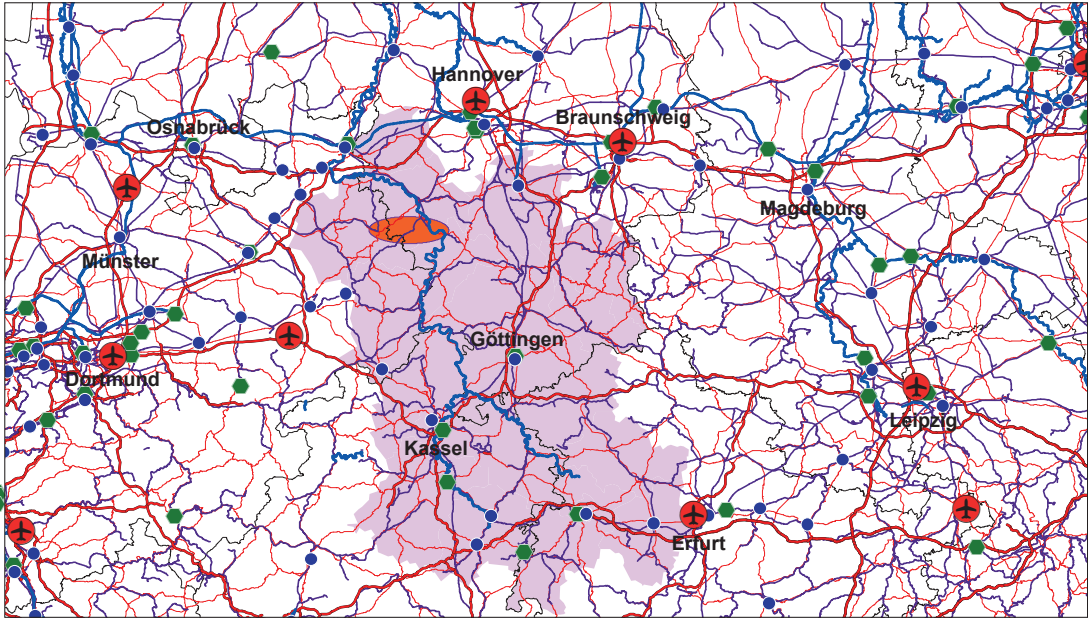 Hannover
Braunschweig
Osnabrück
Magdeburg
Münster
Göttingen
Dortmund
Leipzig
Kassel
Erfurt